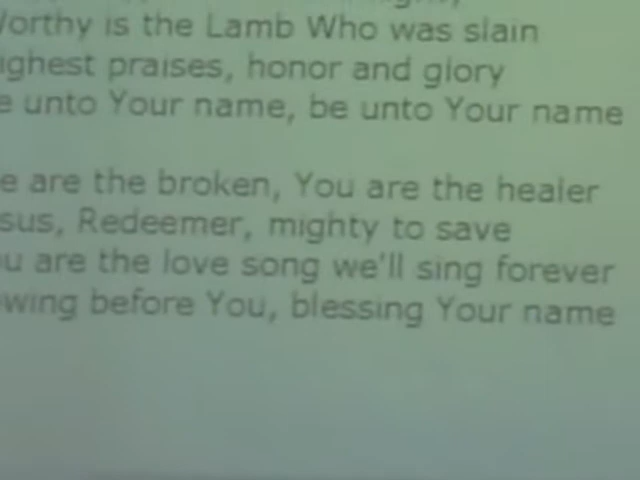 Worthy is the Lamb Who was slain
ighest praises, honor and glory
e unto Your name, be unto Your name
e are the broken, You are the healer
sus, Redeemer, mighty to save
ou are the love song we'll sing forever
owing before You, blessing Your name